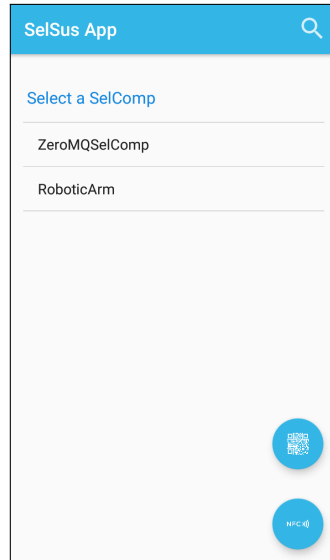 SelSus App
Select a SelComp
ZeroMQSelComp
RoboticArm
NFC